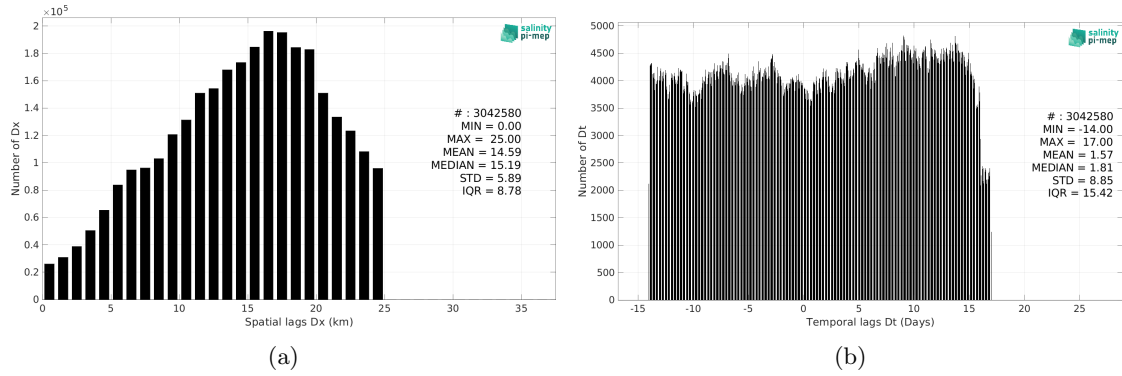 ×10⁵
2
1.8
1.6
1.4
1.2
1
0.8
0.6
0.4
0.2
0
Number of Dx
salinity
pi-mep
# : 3042580
MIN = 0.00
MAX = 25.00
MEAN = 14.59
MEDIAN = 15.19
STD = 5.89
IQR = 8.78
0 5 10 15 20 25 30 35
Spatial lags Dx (km)
(a)
5000
4500
4000
3500
3000
2500
2000
1500
1000
500
0
Number of Dt
salinity
pi-mep
# : 3042580
MIN = -14.00
MAX = 17.00
MEAN = 1.57
MEDIAN = 1.81
STD = 8.85
IQR = 15.42
-15 -10 -5 0 5 10 15 20 25
Temporal lags Dt (Days)
(b)